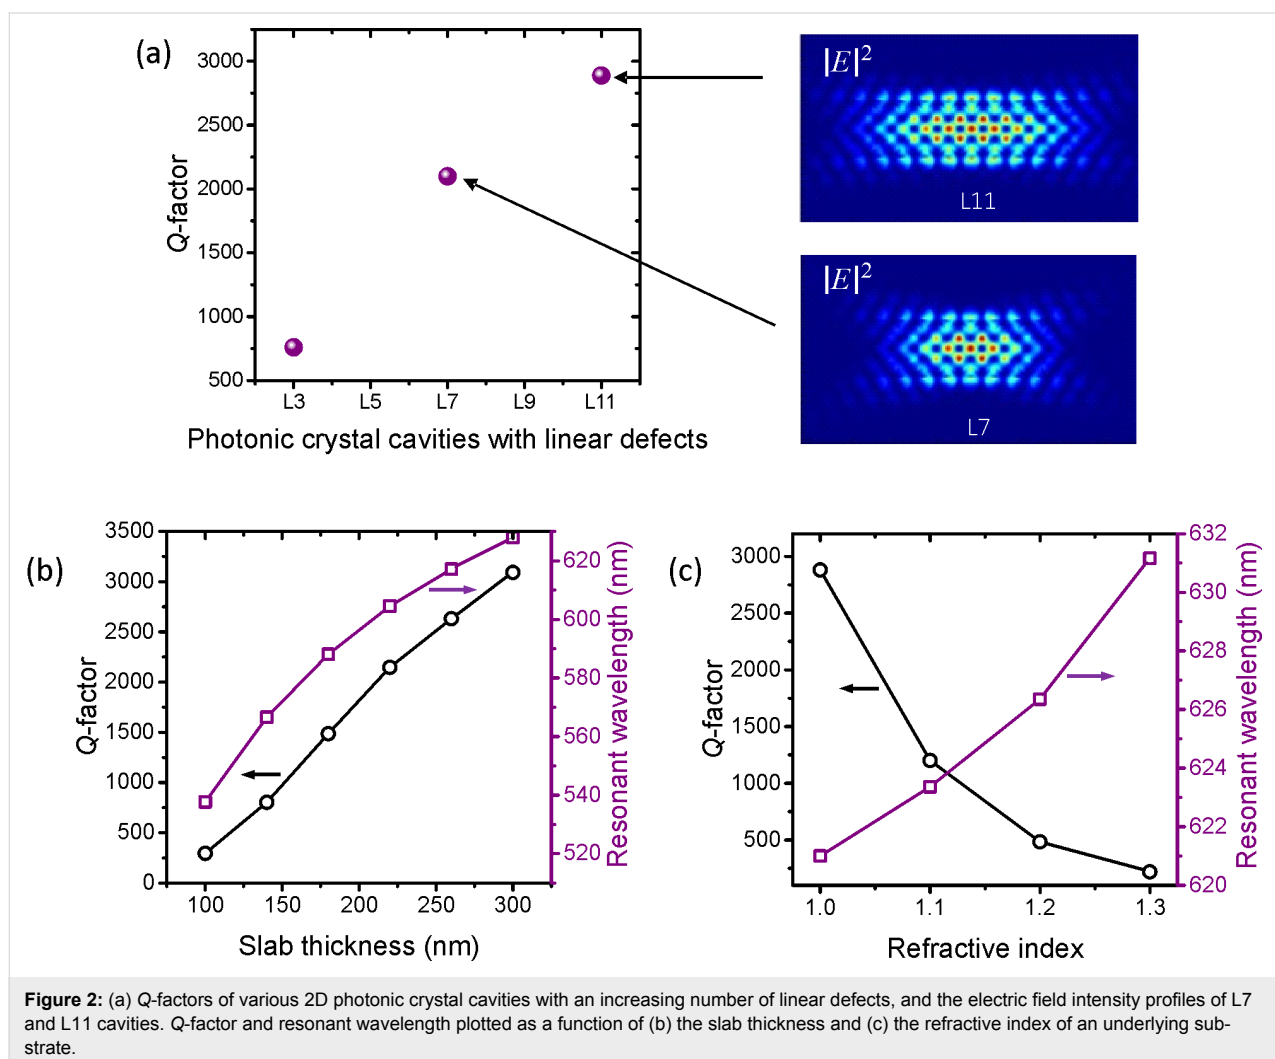 (a)
3000
2500
2000
1500
1000
500
Q-factor
L3 L5 L7 L9 L11
Photonic crystal cavities with linear defects
|E|²
L11
|E|²
L7
(b)
3500
3000
2500
2000
1500
1000
500
0
Q-factor
100 150 200 250 300
Slab thickness (nm)
620
600
580
560
540
520
Resonant wavelength (nm)
(c)
3000
2500
2000
1500
1000
500
Q-factor
1.0 1.1 1.2 1.3
Refractive index
632
630
628
626
624
622
620
Resonant wavelength (nm)
Figure 2: (a) Q-factors of various 2D photonic crystal cavities with an increasing number of linear defects, and the electric field intensity profiles of L7
and L11 cavities. Q-factor and resonant wavelength plotted as a function of (b) the slab thickness and (c) the refractive index of an underlying sub-
strate.